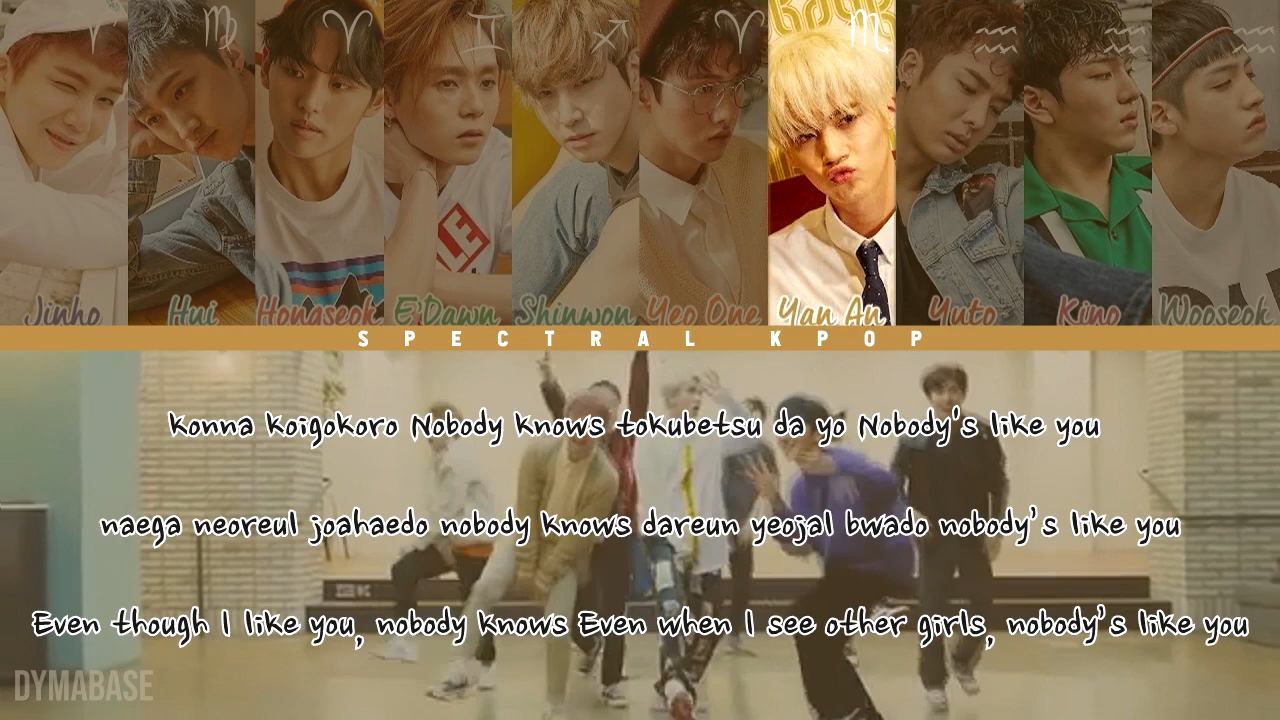 Jinho Hui Hongseok E'Dawn Shinwon Yeo One Yan An Yuto Kino Wooseok
SPECTRAL KPOP
konna koigokoro Nobody knows tokubetsu da yo Nobody's like you
naega neoreul joahaedo nobody knows dareun yeojal bwado nobody's like you
Even though I like you, nobody knows Even when I see other girls, nobody's like you
DYMABASE